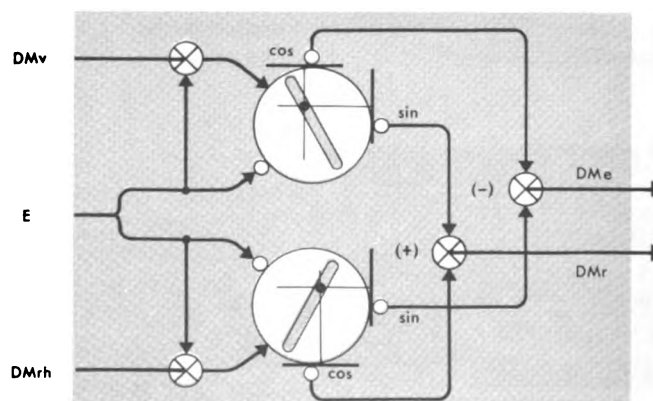 DMv
cos
sin
DMe
(-)
E
(+)
DMr
sin
DMrh
cos